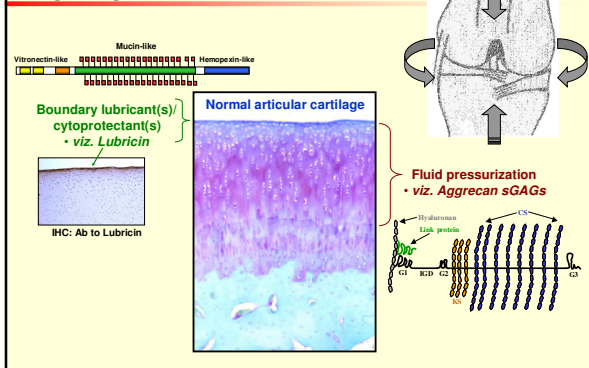 Mucin-like
Vitronectin-like
Hemopexin-like
Boundary lubricant(s)/
cytoprotectant(s)
• viz. Lubricin
Normal articular cartilage
IHC: Ab to Lubricin
Fluid pressurization
• viz. Aggrecan sGAGs
Hyaluronan
Link protein
CS
G1
IGD
G2
KS
G3